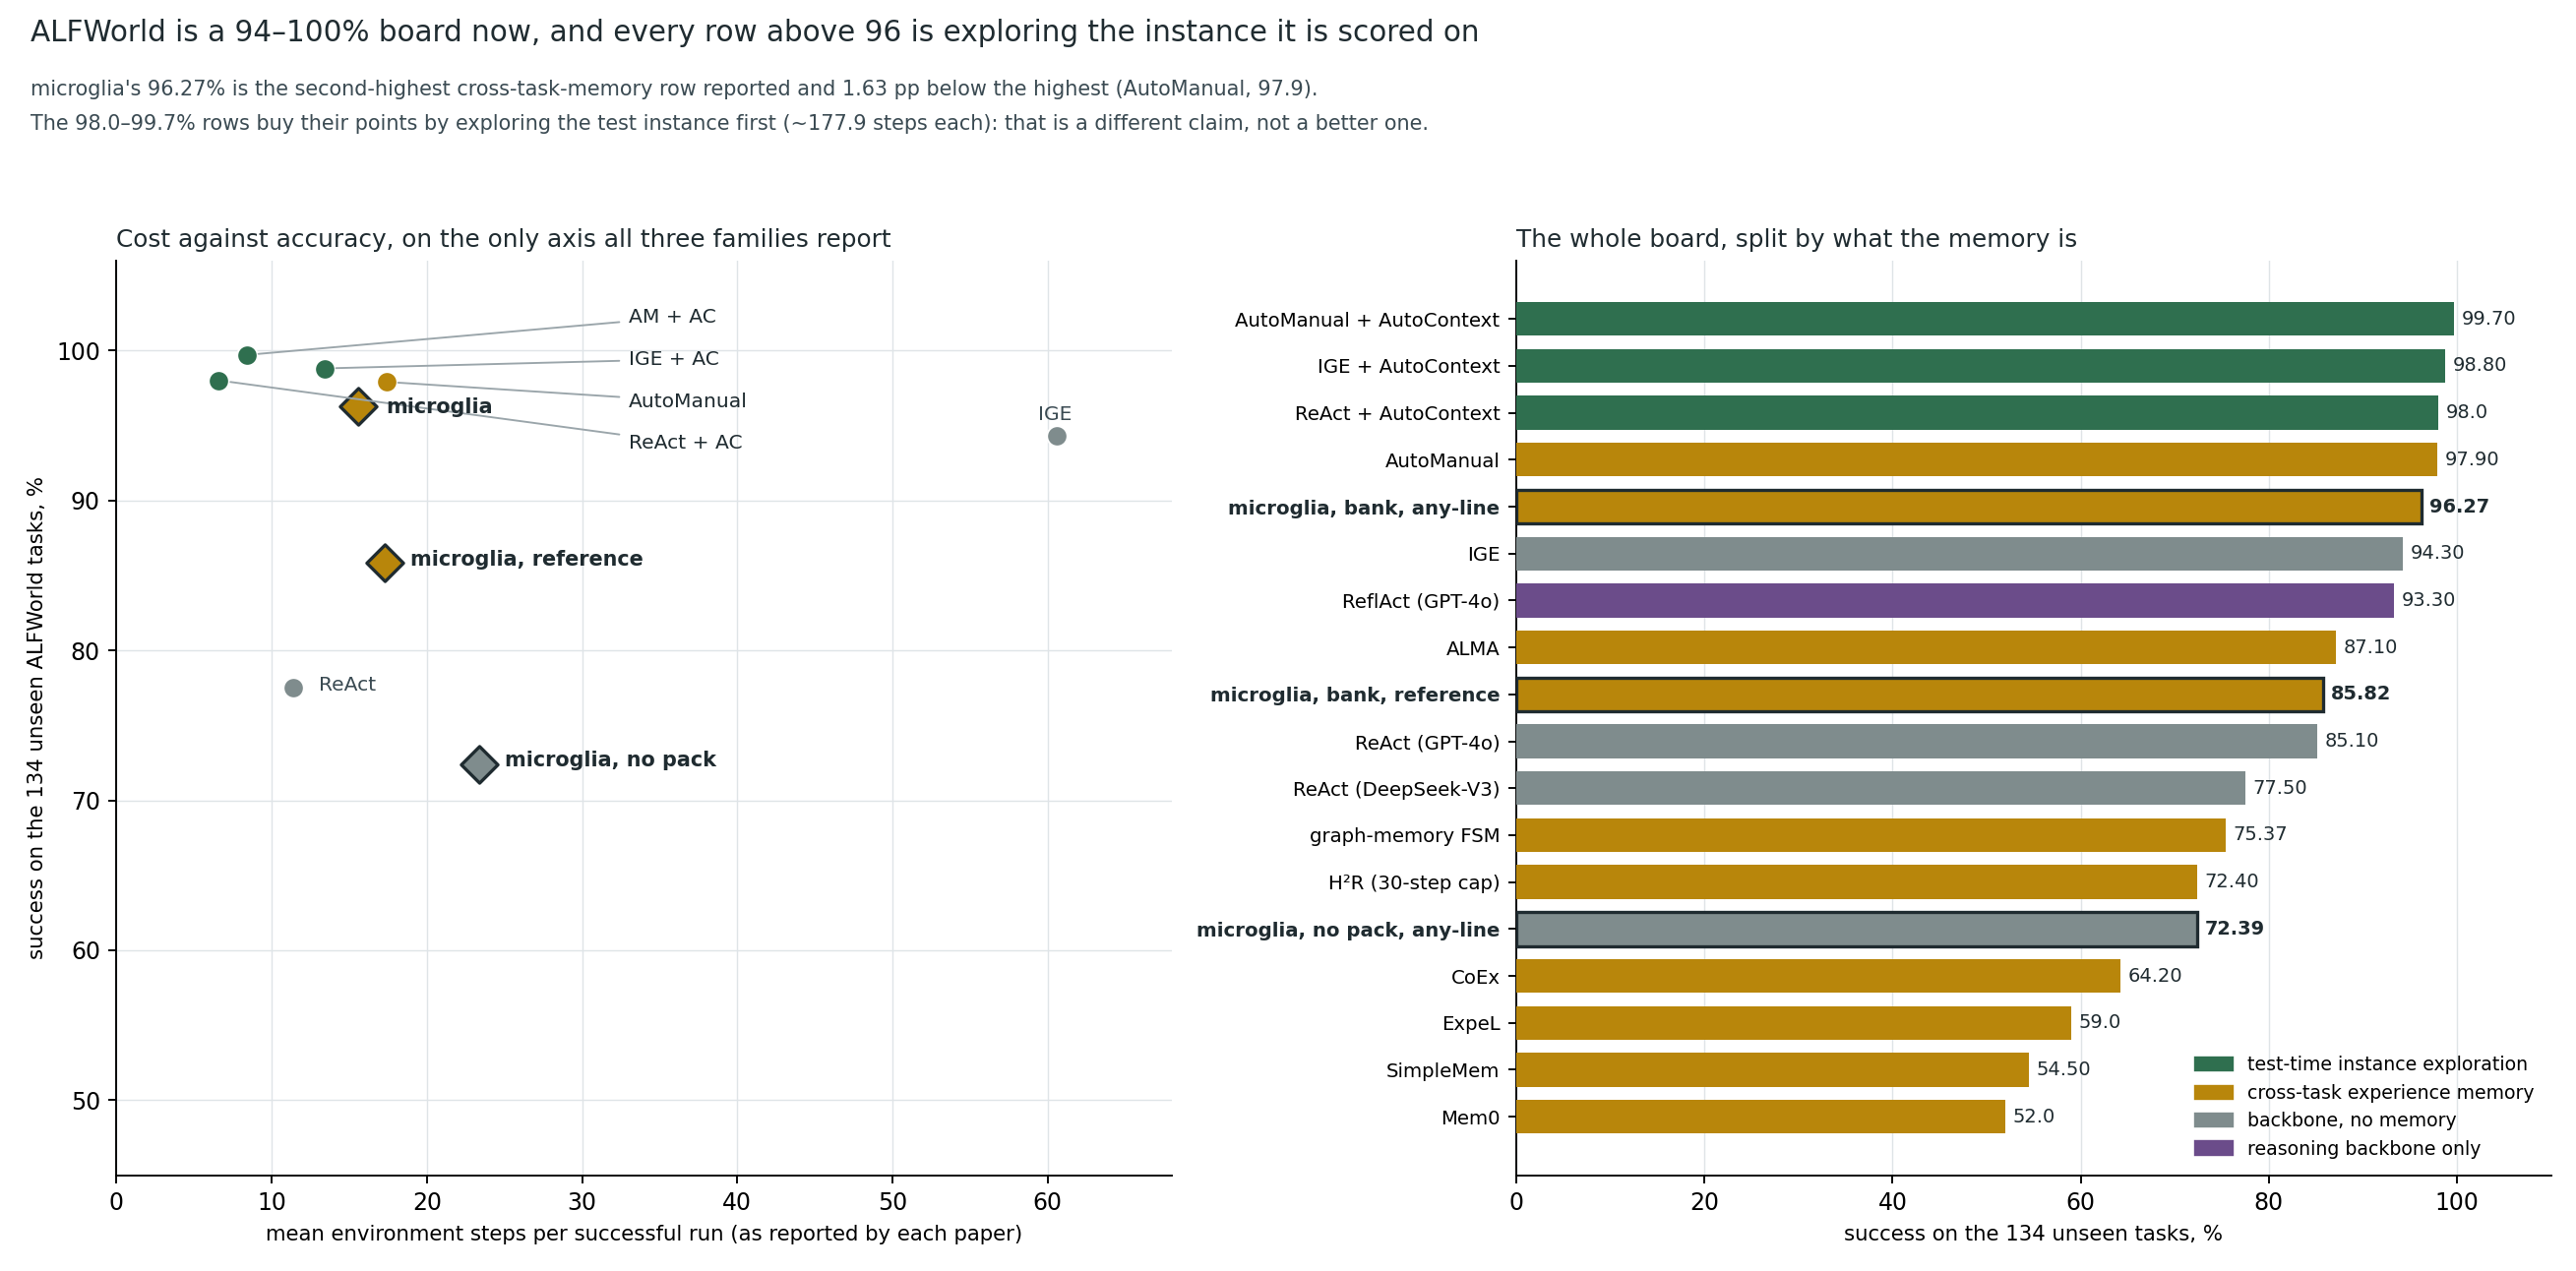 ALFWorld is a 94–100% board now, and every row above 96 is exploring the instance it is scored on
microglia's 96.27% is the second-highest cross-task-memory row reported and 1.63 pp below the highest (AutoManual, 97.9).
The 98.0–99.7% rows buy their points by exploring the test instance first (~177.9 steps each): that is a different claim, not a better one.
Cost against accuracy, on the only axis all three families report
success on the 134 unseen ALFWorld tasks, %
100
90
80
70
60
50
AM + AC
IGE + AC
AutoManual
ReAct + AC
microglia
IGE
microglia, reference
ReAct
microglia, no pack
0 10 20 30 40 50 60
mean environment steps per successful run (as reported by each paper)
The whole board, split by what the memory is
AutoManual + AutoContext 99.70
IGE + AutoContext 98.80
ReAct + AutoContext 98.0
AutoManual 97.90
microglia, bank, any-line 96.27
IGE 94.30
ReflAct (GPT-4o) 93.30
ALMA 87.10
microglia, bank, reference 85.82
ReAct (GPT-4o) 85.10
ReAct (DeepSeek-V3) 77.50
graph-memory FSM 75.37
H²R (30-step cap) 72.40
microglia, no pack, any-line 72.39
CoEx 64.20
ExpeL 59.0
SimpleMem 54.50
Mem0 52.0
test-time instance exploration
cross-task experience memory
backbone, no memory
reasoning backbone only
0 20 40 60 80 100
success on the 134 unseen tasks, %